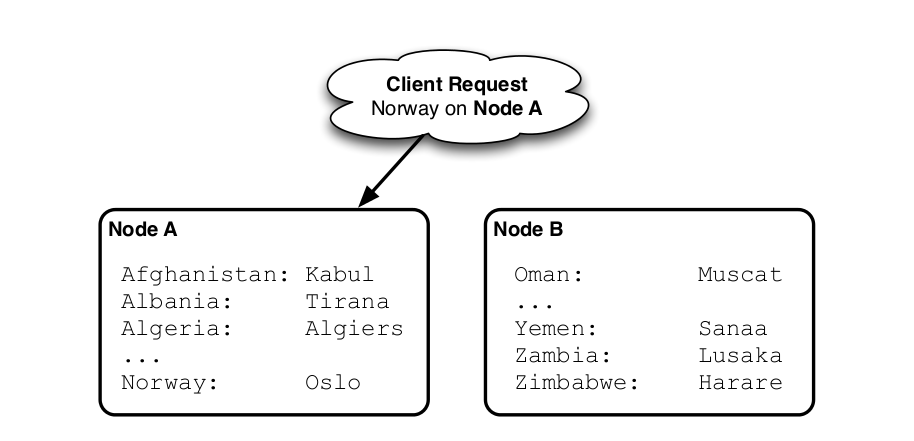 Client Request
Norway on Node A
Node A
Afghanistan: Kabul
Albania: Tirana
Algeria: Algiers
...
Norway: Oslo
Node B
Oman: Muscat
...
Yemen: Sanaa
Zambia: Lusaka
Zimbabwe: Harare